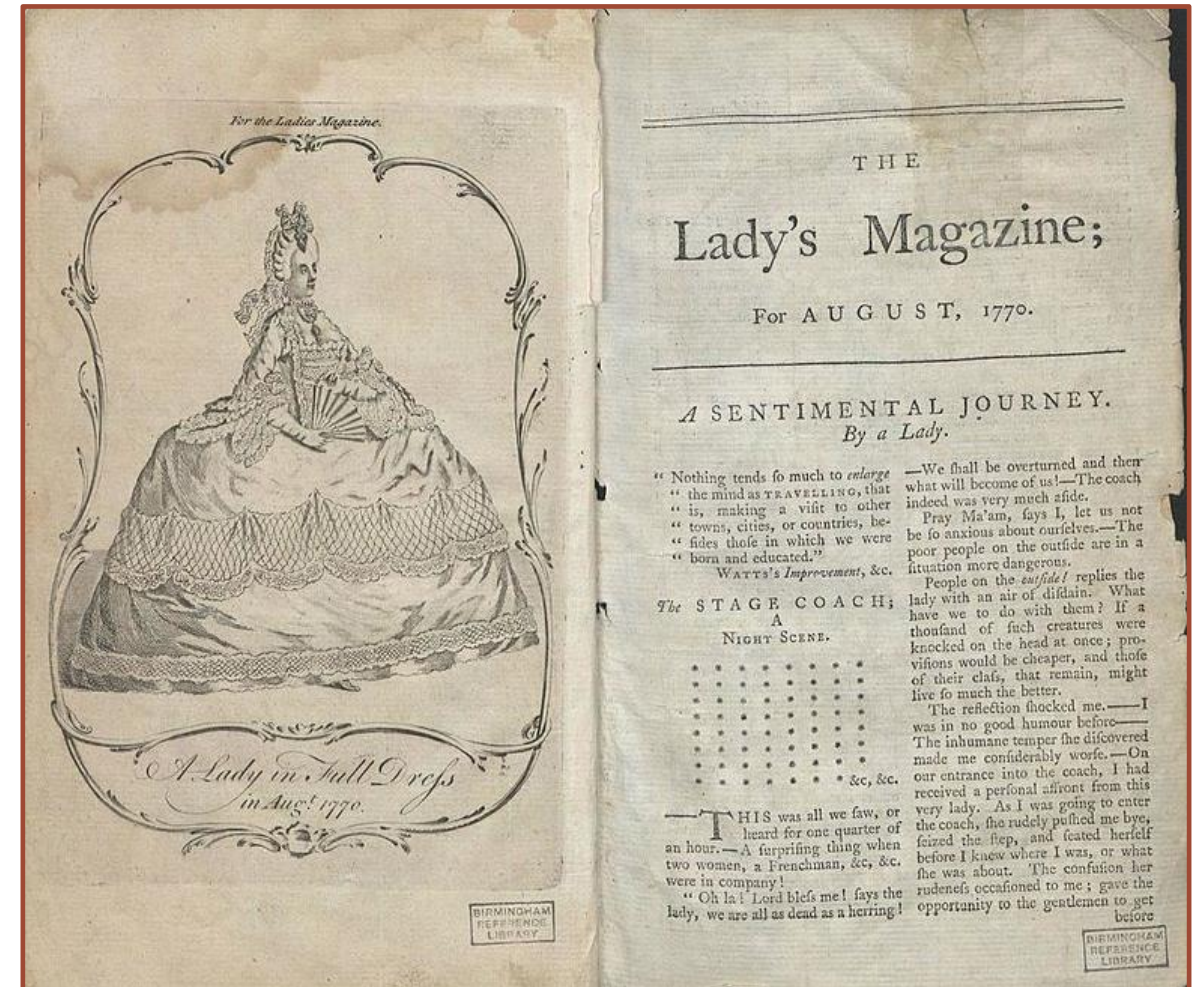 For the Ladies Magazine.
A Lady in Full Dreſs
in Augt. 1770.
BIRMINGHAM
REFERENCE
LIBRARY
THE
Lady's Magazine;
For AUGUST, 1770.
A SENTIMENTAL JOURNEY.
By a Lady.
“ Nothing tends ſo much to enlarge
“ the mind as TRAVELLING, that
“ is, making a viſit to other
“ towns, cities, or countries, be-
“ ſides thoſe in which we were
“ born and educated.”
WATTS's Improvement, &c.
The STAGE COACH;
A
NIGHT SCENE.
* * * * * * * *
* * * * * * * *
* * * * * * * *
* * * * * * * *
* * * * * * * *
* * * * * * * *
* * * * * * * *
* * * * * * * * &c, &c.
—THIS was all we ſaw, or
heard for one quarter of
an hour.—A ſurpriſing thing when
two women, a Frenchman, &c, &c.
were in company!
“ Oh la! Lord bleſs me! ſays the
lady, we are all as dead as a herring!
—We ſhall be overturned and then
what will become of us!—The coach
indeed was very much aſide.
Pray Ma'am, ſays I, let us not
be ſo anxious about ourſelves.—The
poor people on the outſide are in a
ſituation more dangerous.
People on the outſide! replies the
lady with an air of diſdain. What
have we to do with them? If a
thouſand of ſuch creatures were
knocked on the head at once; pro-
viſions would be cheaper, and thoſe
of their claſs, that remain, might
live ſo much the better.
The reflection ſhocked me.——I
was in no good humour before——
The inhumane temper ſhe diſcovered
made me conſiderably worſe.—On
our entrance into the coach, I had
received a perſonal affront from this
very lady. As I was going to enter
the coach, ſhe rudely puſhed me bye,
ſeized the ſtep, and ſeated herſelf
before I knew where I was, or what
ſhe was about. The confuſion her
rudeneſs occaſioned to me; gave the
opportunity to the gentlemen to get
before
BIRMINGHAM
REFERENCE
LIBRARY